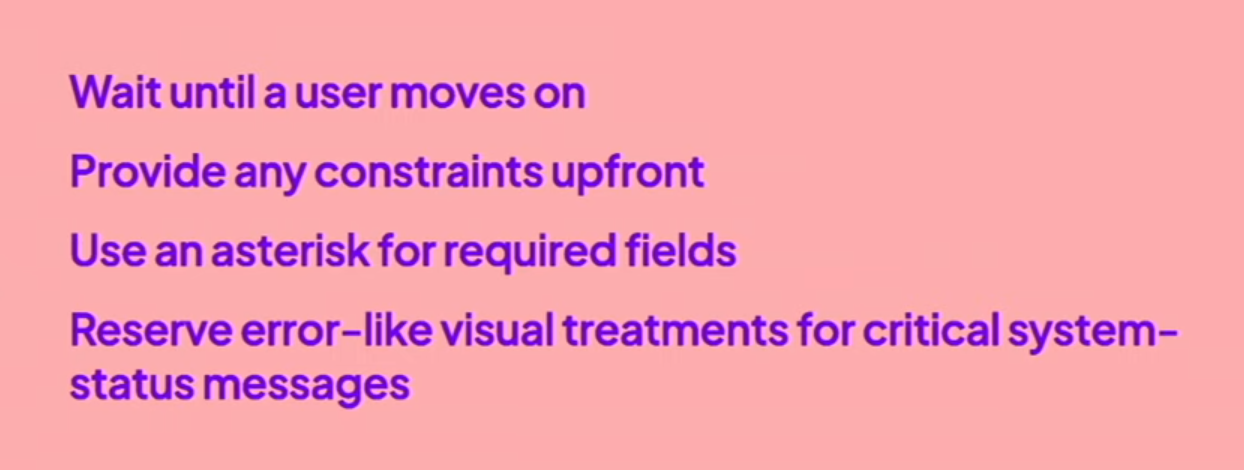 Wait until a user moves on
Provide any constraints upfront
Use an asterisk for required fields
Reserve error-like visual treatments for critical system-
status messages